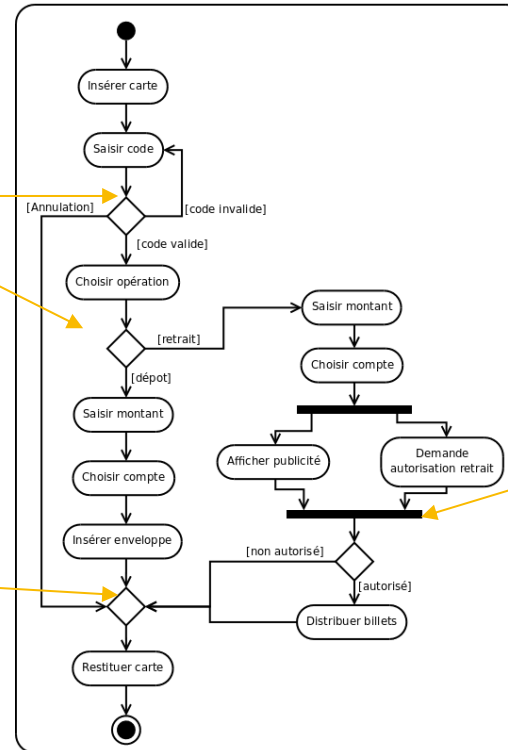 Insérer carte
Saisir code
[Annulation]
[code invalide]
[code valide]
Choisir opération
[retrait]
[dépot]
Saisir montant
Choisir compte
Insérer enveloppe
Saisir montant
Choisir compte
Afficher publicité
Demande
autorisation retrait
[non autorisé]
[autorisé]
Distribuer billets
Restituer carte